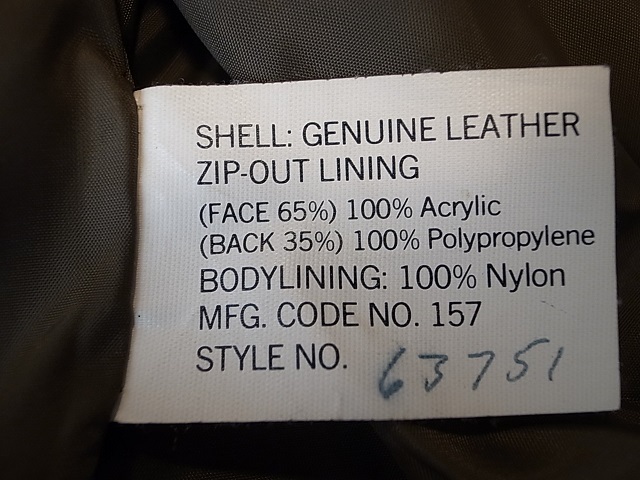 SHELL: GENUINE LEATHER
ZIP-OUT LINING
(FACE 65%) 100% Acrylic
(BACK 35%) 100% Polypropylene
BODYLINING: 100% Nylon
MFG. CODE NO. 157
STYLE NO. 63751